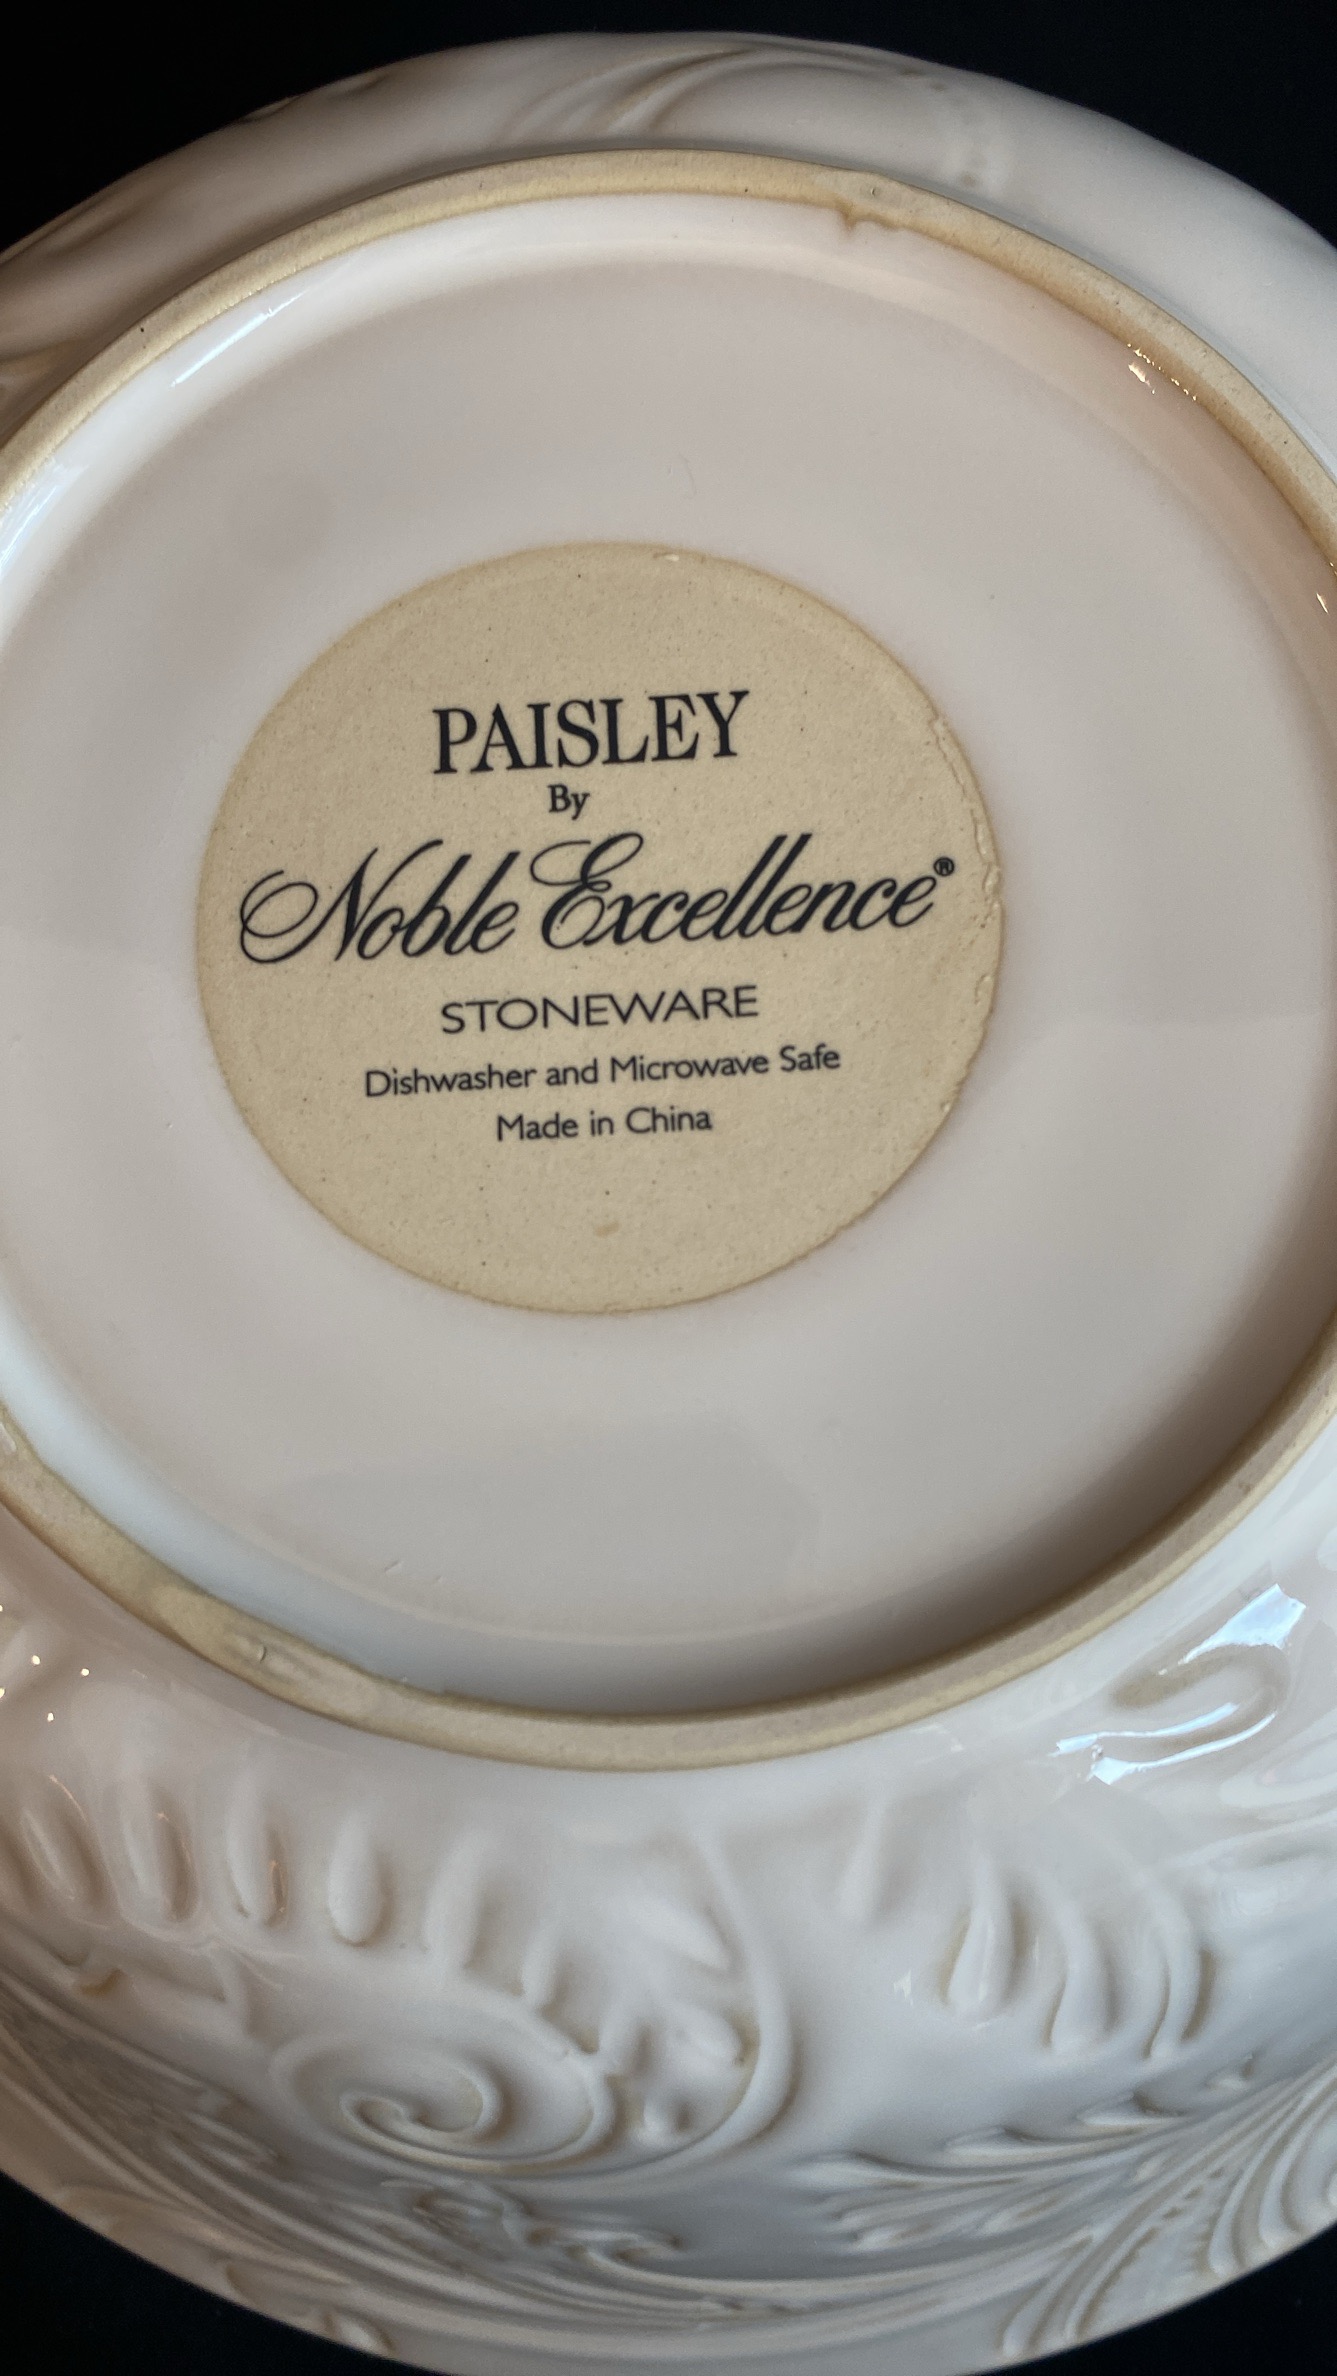 PAISLEY
By
Noble Excellence®
STONEWARE
Dishwasher and Microwave Safe
Made in China